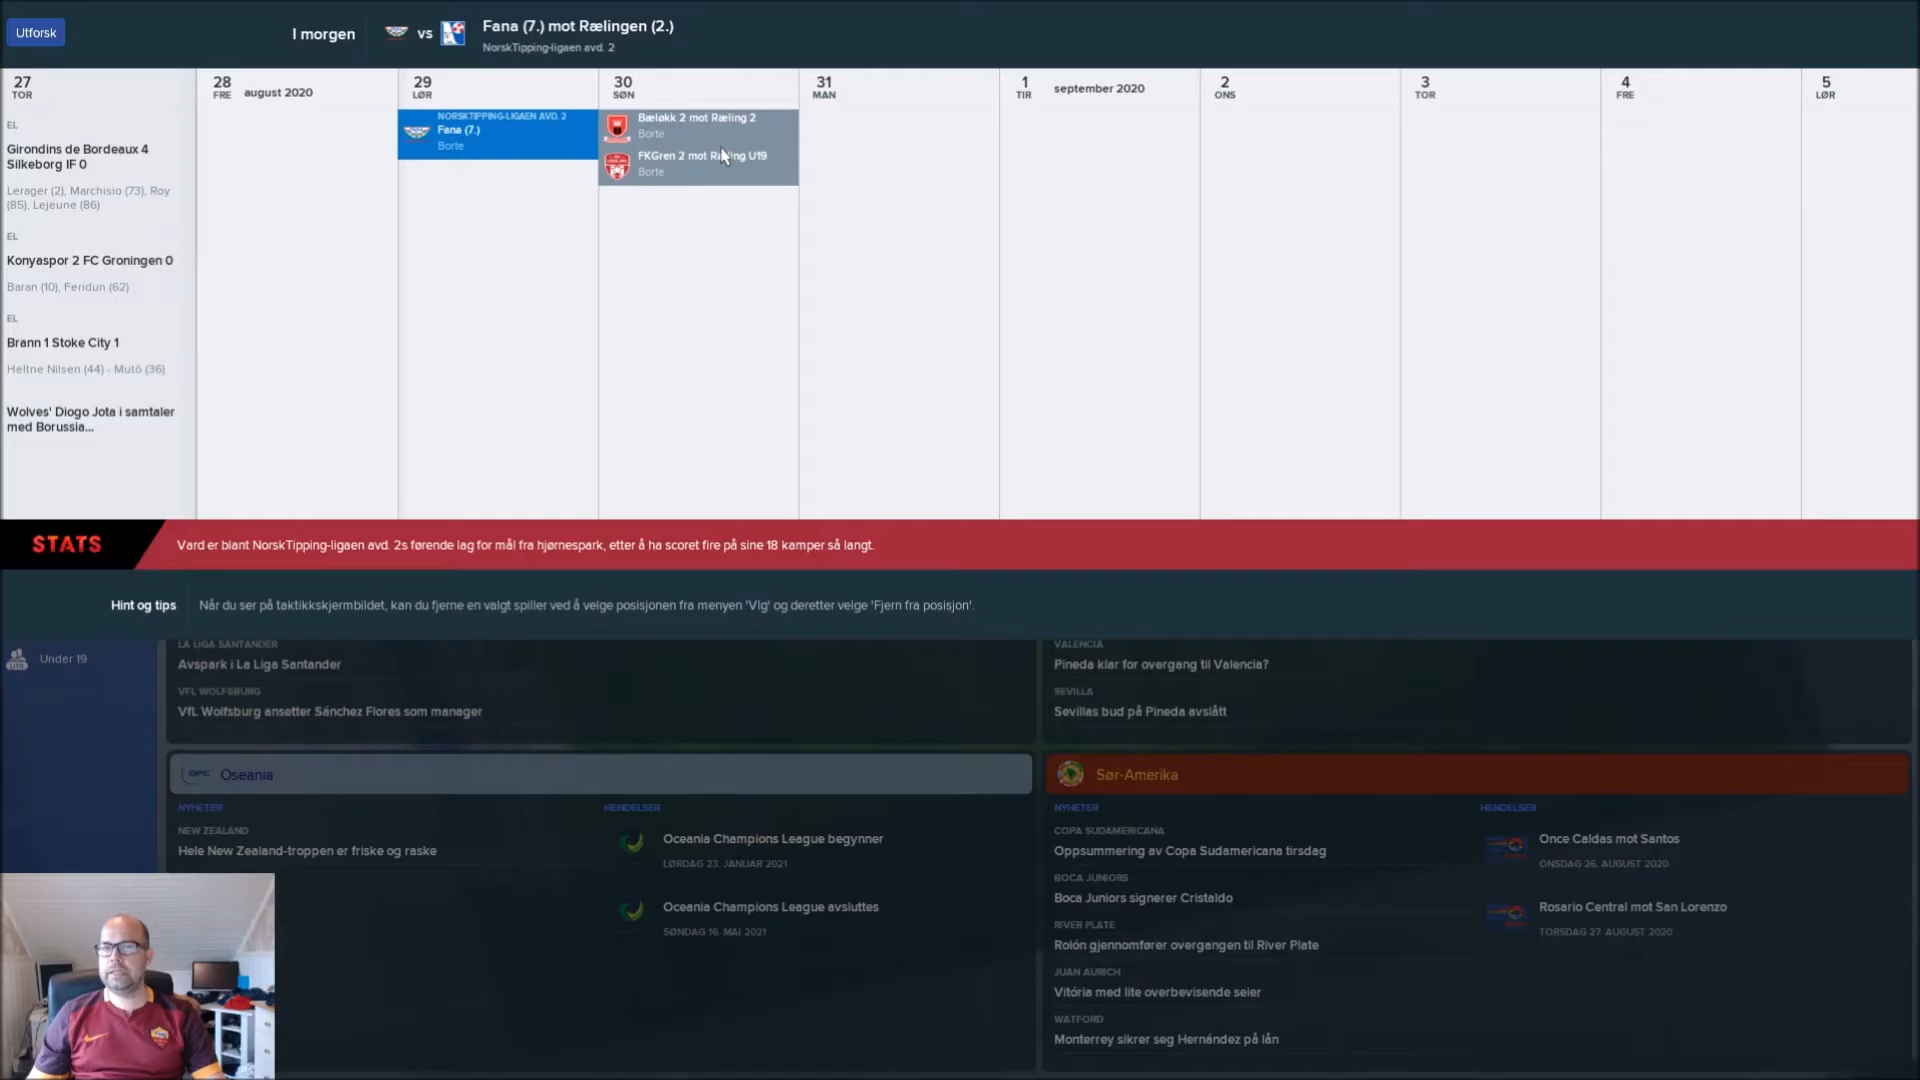 Utforsk
I morgen
vs
Fana (7.) mot Rælingen (2.)
NorskTipping-ligaen avd. 2
27
TOR
28
FRE
august 2020
29
LØR
30
SØN
31
MAN
1
TIR
september 2020
2
ONS
3
TOR
4
FRE
5
LØR
EL
Girondins de Bordeaux 4
Silkeborg IF 0
Lerager (2), Marchisio (73), Roy
(85), Lejeune (86)
EL
Konyaspor 2 FC Groningen 0
Baran (10), Feridun (62)
EL
Brann 1 Stoke City 1
Heltne Nilsen (44) - Mutó (36)
Wolves' Diogo Jota i samtaler
med Borussia...
NORSKTIPPING-LIGAEN AVD. 2
Fana (7.)
Borte
Bæløkk 2 mot Ræling 2
Borte
FKGren 2 mot Ræling U19
Borte
STATS
Vard er blant NorskTipping-ligaen avd. 2s førende lag for mål fra hjørnespark, etter å ha scoret fire på sine 18 kamper så langt.
Hint og tips
Når du ser på taktikkskjermbildet, kan du fjerne en valgt spiller ved å velge posisjonen fra menyen 'Vlg' og deretter velge 'Fjern fra posisjon'.
Under 19
LA LIGA SANTANDER
Avspark i La Liga Santander
VFL WOLFSBURG
VfL Wolfsburg ansetter Sánchez Flores som manager
VALENCIA
Pineda klar for overgang til Valencia?
SEVILLA
Sevillas bud på Pineda avslått
OFC
Oseania
NYHETER
NEW ZEALAND
Hele New Zealand-troppen er friske og raske
HENDELSER
Oceania Champions League begynner
LØRDAG 23. JANUAR 2021
Oceania Champions League avsluttes
SØNDAG 16. MAI 2021
Sør-Amerika
NYHETER
COPA SUDAMERICANA
Oppsummering av Copa Sudamericana tirsdag
BOCA JUNIORS
Boca Juniors signerer Cristaldo
RIVER PLATE
Rolón gjennomfører overgangen til River Plate
JUAN AURICH
Vitória med lite overbevisende seier
WATFORD
Monterrey sikrer seg Hernández på lån
HENDELSER
Once Caldas mot Santos
ONSDAG 26. AUGUST 2020
Rosario Central mot San Lorenzo
TORSDAG 27. AUGUST 2020